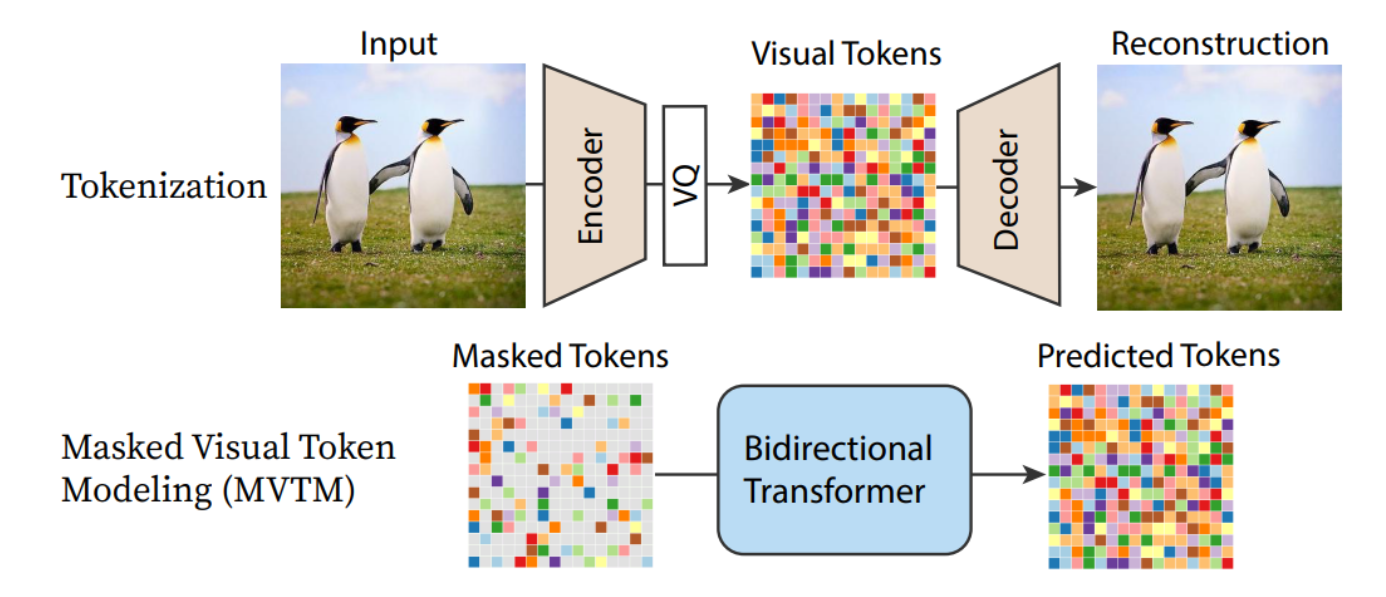 Input
Visual Tokens
Reconstruction
Tokenization
Encoder
VQ
Decoder
Masked Tokens
Predicted Tokens
Masked Visual Token
Modeling (MVTM)
Bidirectional
Transformer